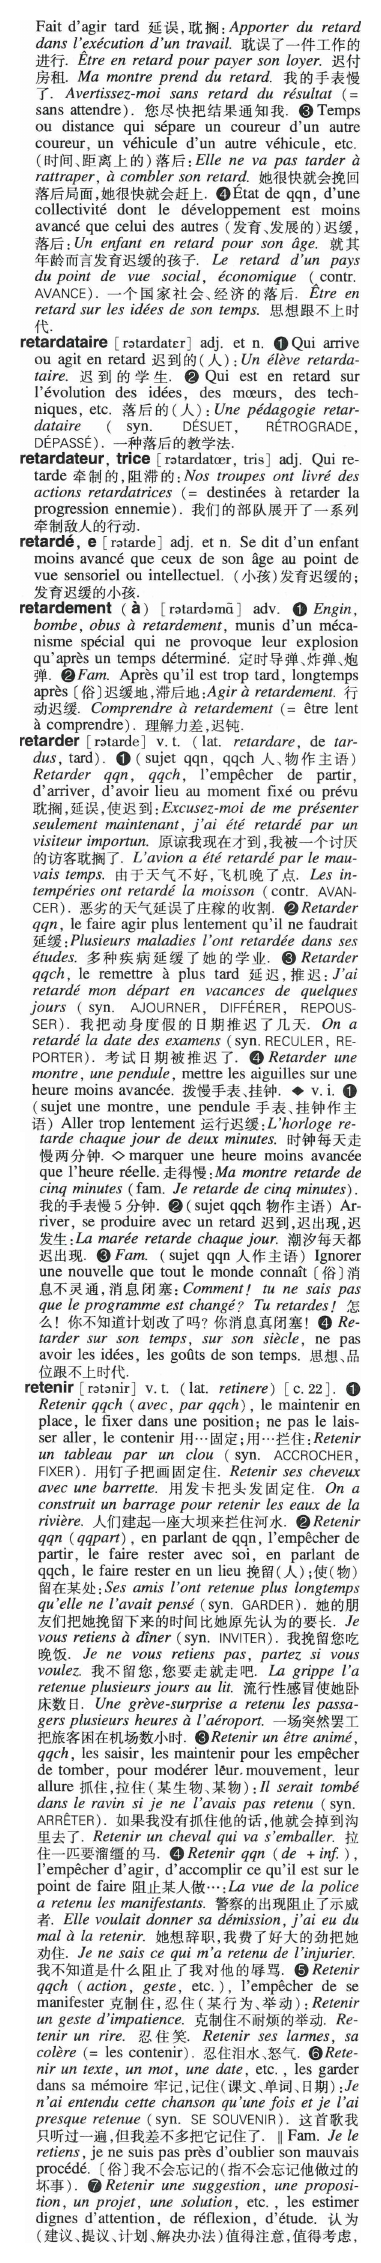 Fait d'agir tard 延误,耽搁:Apporter du retard
dans l'exécution d'un travail. 耽误了一件工作的
进行. Être en retard pour payer son loyer. 迟付
房租. Ma montre prend du retard. 我的手表慢
了. Avertissez-moi sans retard du résultat (=
sans attendre). 您尽快把结果通知我. ❸ Temps
ou distance qui sépare un coureur d'un autre
coureur, un véhicule d'un autre véhicule, etc.
(时间、距离上的)落后:Elle ne va pas tarder à
rattraper, à combler son retard. 她很快就会挽回
落后局面,她很快就会赶上. ❹ État de qqn, d'une
collectivité dont le développement est moins
avancé que celui des autres (发育、发展的)迟缓,
落后:Un enfant en retard pour son âge. 就其
年龄而言发育迟缓的孩子. Le retard d'un pays
du point de vue social, économique (contr.
AVANCE). 一个国家社会、经济的落后. Être en
retard sur les idées de son temps. 思想跟不上时
代.
retardataire [rətardatɛr] adj. et n. ❶ Qui arrive
ou agit en retard 迟到的(人):Un élève retarda-
taire. 迟到的学生. ❷ Qui est en retard sur
l'évolution des idées, des mœurs, des tech-
niques, etc. 落后的(人):Une pédagogie retar-
dataire ( syn. DÉSUET, RÉTROGRADE,
DÉPASSÉ). 一种落后的教学法.
retardateur, trice [rətardatœr, tris] adj. Qui re-
tarde 牵制的,阻滞的:Nos troupes ont livré des
actions retardatrices (= destinées à retarder la
progression ennemie). 我们的部队展开了一系列
牵制敌人的行动.
retardé, e [rətarde] adj. et n. Se dit d'un enfant
moins avancé que ceux de son âge au point de
vue sensoriel ou intellectuel. (小孩)发育迟缓的;
发育迟缓的小孩.
retardement (à) [rətardəmɑ̃] adv. ❶ Engin,
bombe, obus à retardement, munis d'un méca-
nisme spécial qui ne provoque leur explosion
qu'après un temps déterminé. 定时导弹、炸弹、炮
弹. ❷ Fam. Après qu'il est trop tard, longtemps
après〔俗〕迟缓地,滞后地:Agir à retardement. 行
动迟缓. Comprendre à retardement (= être lent
à comprendre). 理解力差,迟钝.
retarder [rətarde] v. t. (lat. retardare, de tar-
dus, tard). ❶ (sujet qqn, qqch 人、物作主语)
Retarder qqn, qqch, l'empêcher de partir,
d'arriver, d'avoir lieu au moment fixé ou prévu
耽搁,延误,使迟到:Excusez-moi de me présenter
seulement maintenant, j'ai été retardé par un
visiteur importun. 原谅我现在才到,我被一个讨厌
的访客耽搁了. L'avion a été retardé par le mau-
vais temps. 由于天气不好,飞机晚了点. Les in-
tempéries ont retardé la moisson (contr. AVAN-
CER). 恶劣的天气延误了庄稼的收割. ❷ Retarder
qqn, le faire agir plus lentement qu'il ne faudrait
延缓:Plusieurs maladies l'ont retardée dans ses
études. 多种疾病延缓了她的学业. ❸ Retarder
qqch, le remettre à plus tard 延迟,推迟:J'ai
retardé mon départ en vacances de quelques
jours ( syn. AJOURNER, DIFFÉRER, REPOUS-
SER). 我把动身度假的日期推迟了几天. On a
retardé la date des examens (syn. RECULER, RE-
PORTER). 考试日期被推迟了. ❹ Retarder une
montre, une pendule, mettre les aiguilles sur une
heure moins avancée. 拨慢手表、挂钟. ◆ v. i. ❶
(sujet une montre, une pendule 手表、挂钟作主
语) Aller trop lentement 运行迟缓:L'horloge re-
tarde chaque jour de deux minutes. 时钟每天走
慢两分钟. ◇ marquer une heure moins avancée
que l'heure réelle. 走得慢:Ma montre retarde de
cinq minutes (fam. Je retarde de cinq minutes).
我的手表慢 5 分钟. ❷ (sujet qqch 物作主语) Ar-
river, se produire avec un retard 迟到,迟出现,迟
发生:La marée retarde chaque jour. 潮汐每天都
迟出现. ❸ Fam. (sujet qqn 人作主语) Ignorer
une nouvelle que tout le monde connaît〔俗〕消
息不灵通,消息闭塞:Comment! tu ne sais pas
que le programme est changé? Tu retardes! 怎
么! 你不知道计划改了吗? 你消息真闭塞! ❹ Re-
tarder sur son temps, sur son siècle, ne pas
avoir les idées, les goûts de son temps. 思想、品
位跟不上时代.
retenir [rətənir] v. t. (lat. retinere) [c. 22]. ❶
Retenir qqch (avec, par qqch), le maintenir en
place, le fixer dans une position; ne pas le lais-
ser aller, le contenir 用…固定;用…拦住:Retenir
un tableau par un clou (syn. ACCROCHER,
FIXER). 用钉子把画固定住. Retenir ses cheveux
avec une barrette. 用发卡把头发固定住. On a
construit un barrage pour retenir les eaux de la
rivière. 人们建起一座大坝来拦住河水. ❷ Retenir
qqn (qqpart), en parlant de qqn, l'empêcher de
partir, le faire rester avec soi, en parlant de
qqch, le faire rester en un lieu 挽留(人);使(物)
留在某处:Ses amis l'ont retenue plus longtemps
qu'elle ne l'avait pensé (syn. GARDER). 她的朋
友们把她挽留下来的时间比她原先认为的要长. Je
vous retiens à dîner (syn. INVITER). 我挽留您吃
晚饭. Je ne vous retiens pas, partez si vous
voulez. 我不留您,您要走就走吧. La grippe l'a
retenue plusieurs jours au lit. 流行性感冒使她卧
床数日. Une grève-surprise a retenu les passa-
gers plusieurs heures à l'aéroport. 一场突然罢工
把旅客困在机场数小时. ❸ Retenir un être animé,
qqch, les saisir, les maintenir pour les empêcher
de tomber, pour modérer leur mouvement, leur
allure 抓住,拉住(某生物、某物):Il serait tombé
dans le ravin si je ne l'avais pas retenu (syn.
ARRÊTER). 如果我没有抓住他的话,他就会掉到沟
里去了. Retenir un cheval qui va s'emballer. 拉
住一匹要溜缰的马. ❹ Retenir qqn (de + inf.),
l'empêcher d'agir, d'accomplir ce qu'il est sur le
point de faire 阻止某人做…:La vue de la police
a retenu les manifestants. 警察的出现阻止了示威
者. Elle voulait donner sa démission, j'ai eu du
mal à la retenir. 她想辞职,我费了好大的劲把她
劝住. Je ne sais ce qui m'a retenu de l'injurier.
我不知道是什么阻止了我对他的辱骂. ❺ Retenir
qqch (action, geste, etc.), l'empêcher de se
manifester 克制住,忍住(某行为、举动):Retenir
un geste d'impatience. 克制住不耐烦的举动. Re-
tenir un rire. 忍住笑. Retenir ses larmes, sa
colère (= les contenir). 忍住泪水、怒气. ❻ Rete-
nir un texte, un mot, une date, etc., les garder
dans sa mémoire 牢记,记住(课文、单词、日期):Je
n'ai entendu cette chanson qu'une fois et je l'ai
presque retenue (syn. SE SOUVENIR). 这首歌我
只听过一遍,但我差不多把它记住了. ‖ Fam. Je le
retiens, je ne suis pas près d'oublier son mauvais
procédé. 〔俗〕我不会忘记的(指不会忘记他做过的
坏事). ❼ Retenir une suggestion, une proposi-
tion, un projet, une solution, etc., les estimer
dignes d'attention, de réflexion, d'étude. 认为
(建议、提议、计划、解决办法)值得注意,值得考虑,